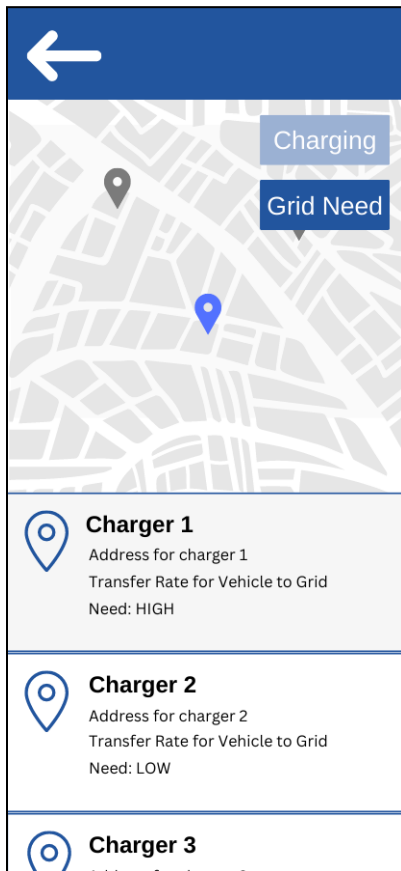 Charging
Grid Need
Charger 1
Address for charger 1
Transfer Rate for Vehicle to Grid
Need: HIGH
Charger 2
Address for charger 2
Transfer Rate for Vehicle to Grid
Need: LOW
Charger 3